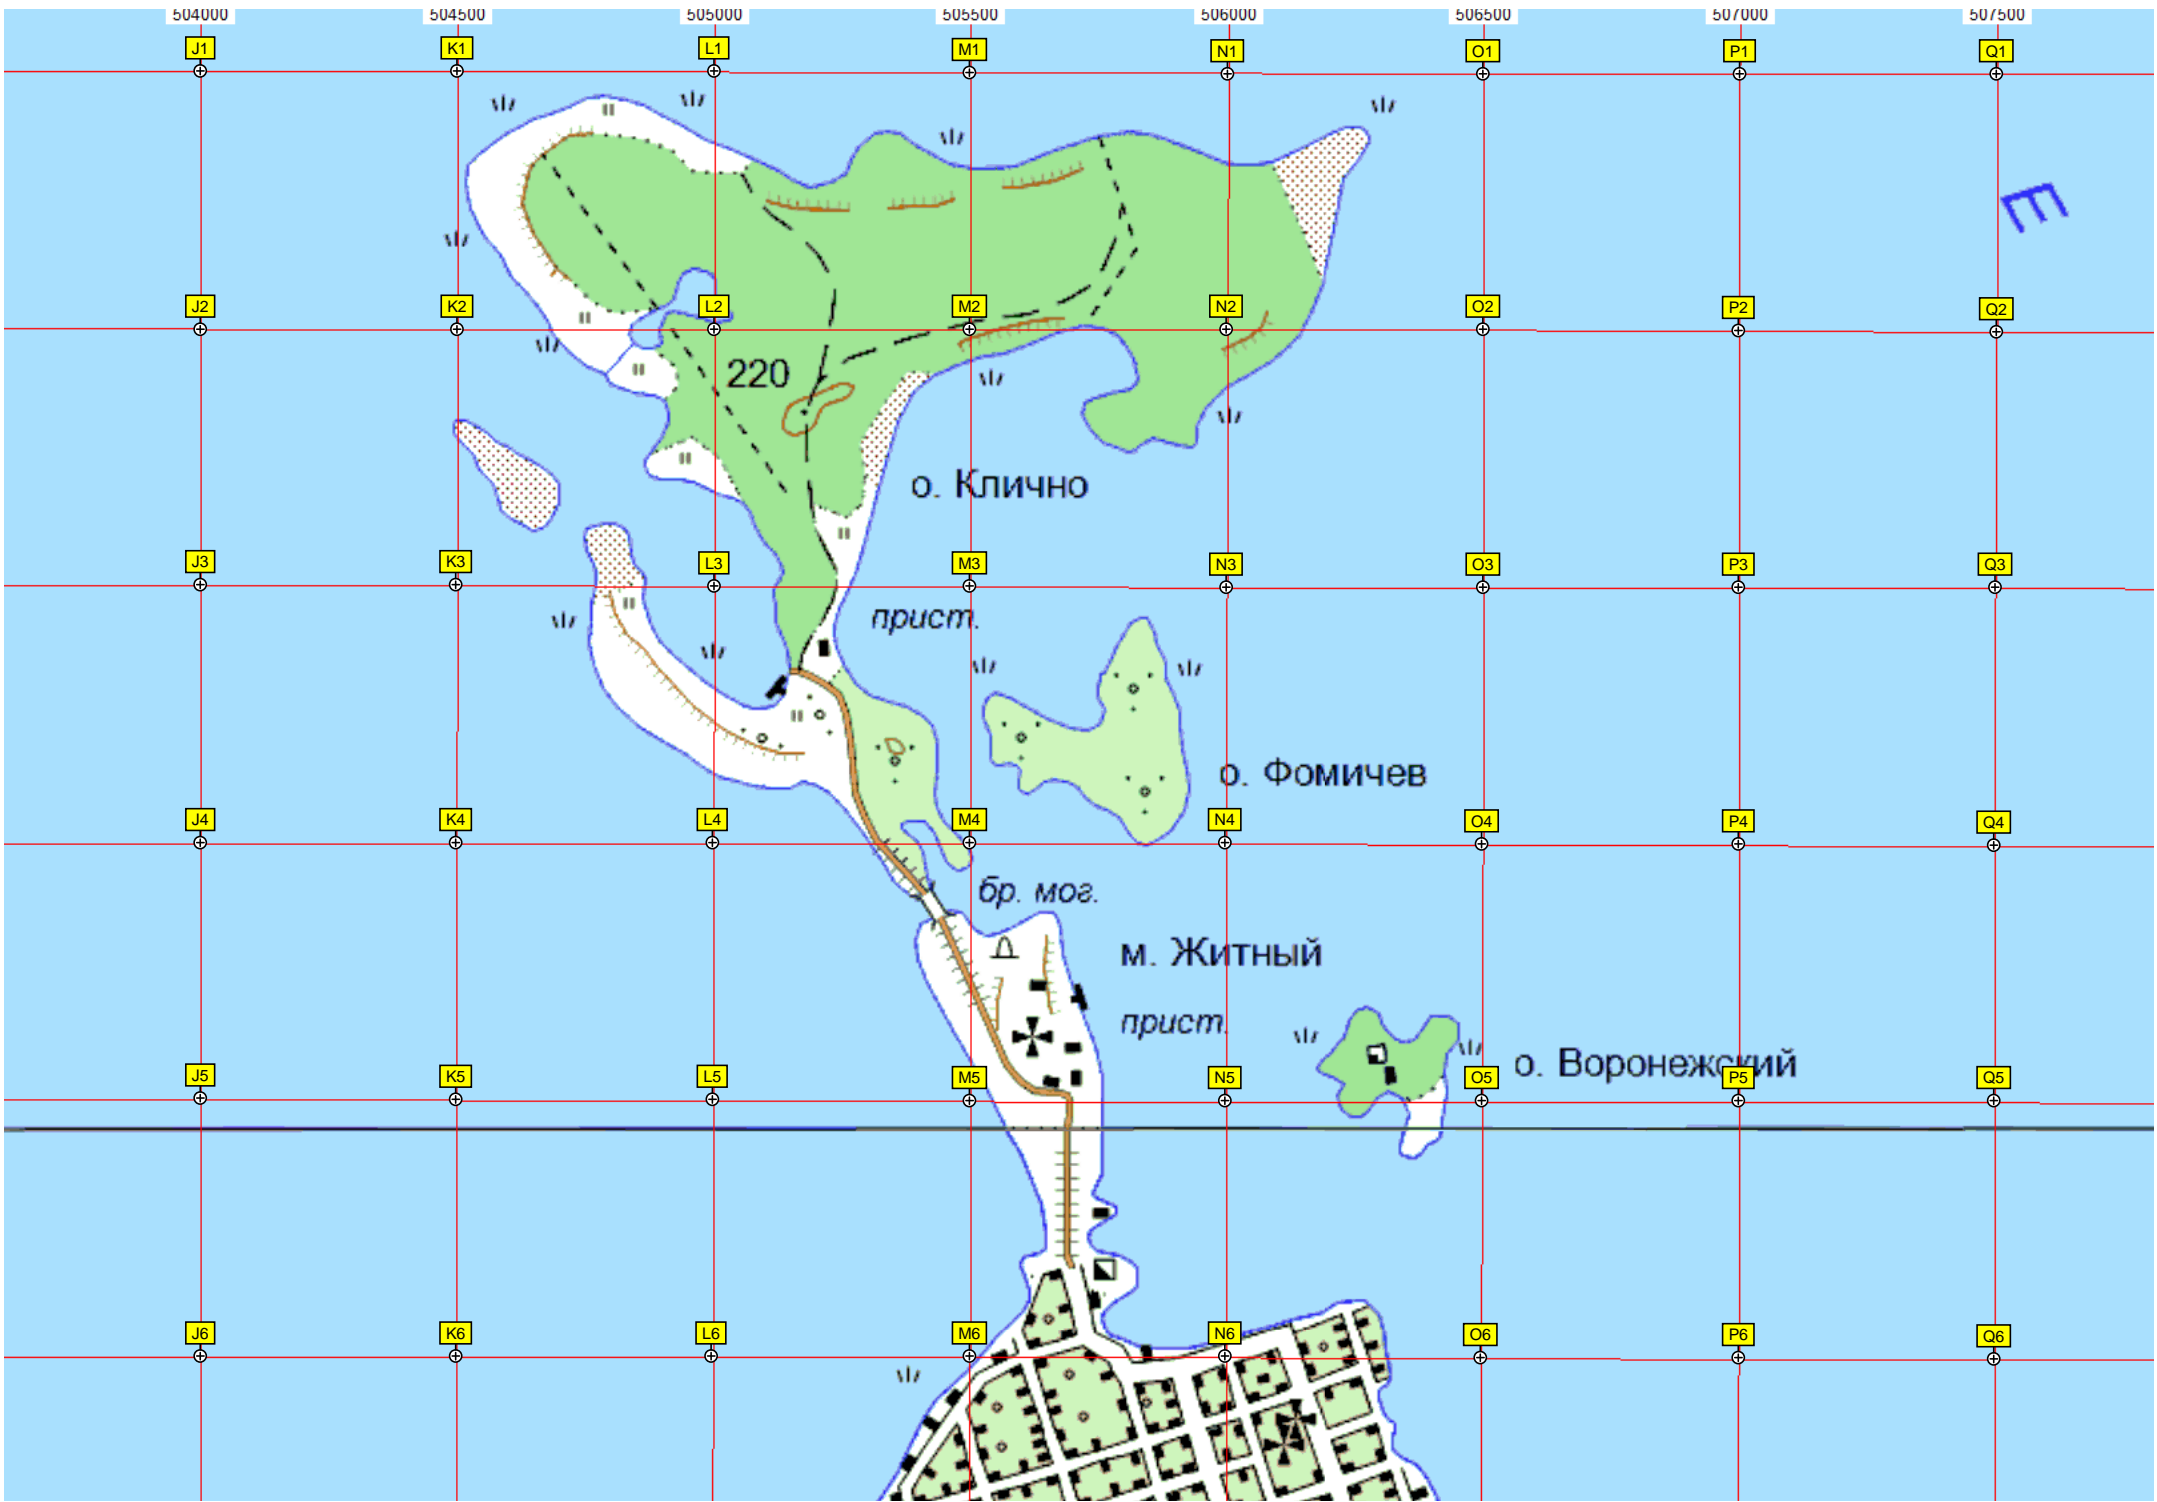 504000 504500 505000 505500 506000 506500 507000 507500
J1 K1 L1 M1 N1 O1 P1 Q1
Е
J2 K2 L2 M2 N2 O2 P2 Q2
220
о. Клично
J3 K3 L3 M3 N3 O3 P3 Q3
прист.
о. Фомичев
J4 K4 L4 M4 N4 O4 P4 Q4
бр. мог.
м. Житный
прист.
о. Воронежский
J5 K5 L5 M5 N5 O5 P5 Q5
J6 K6 L6 M6 N6 O6 P6 Q6